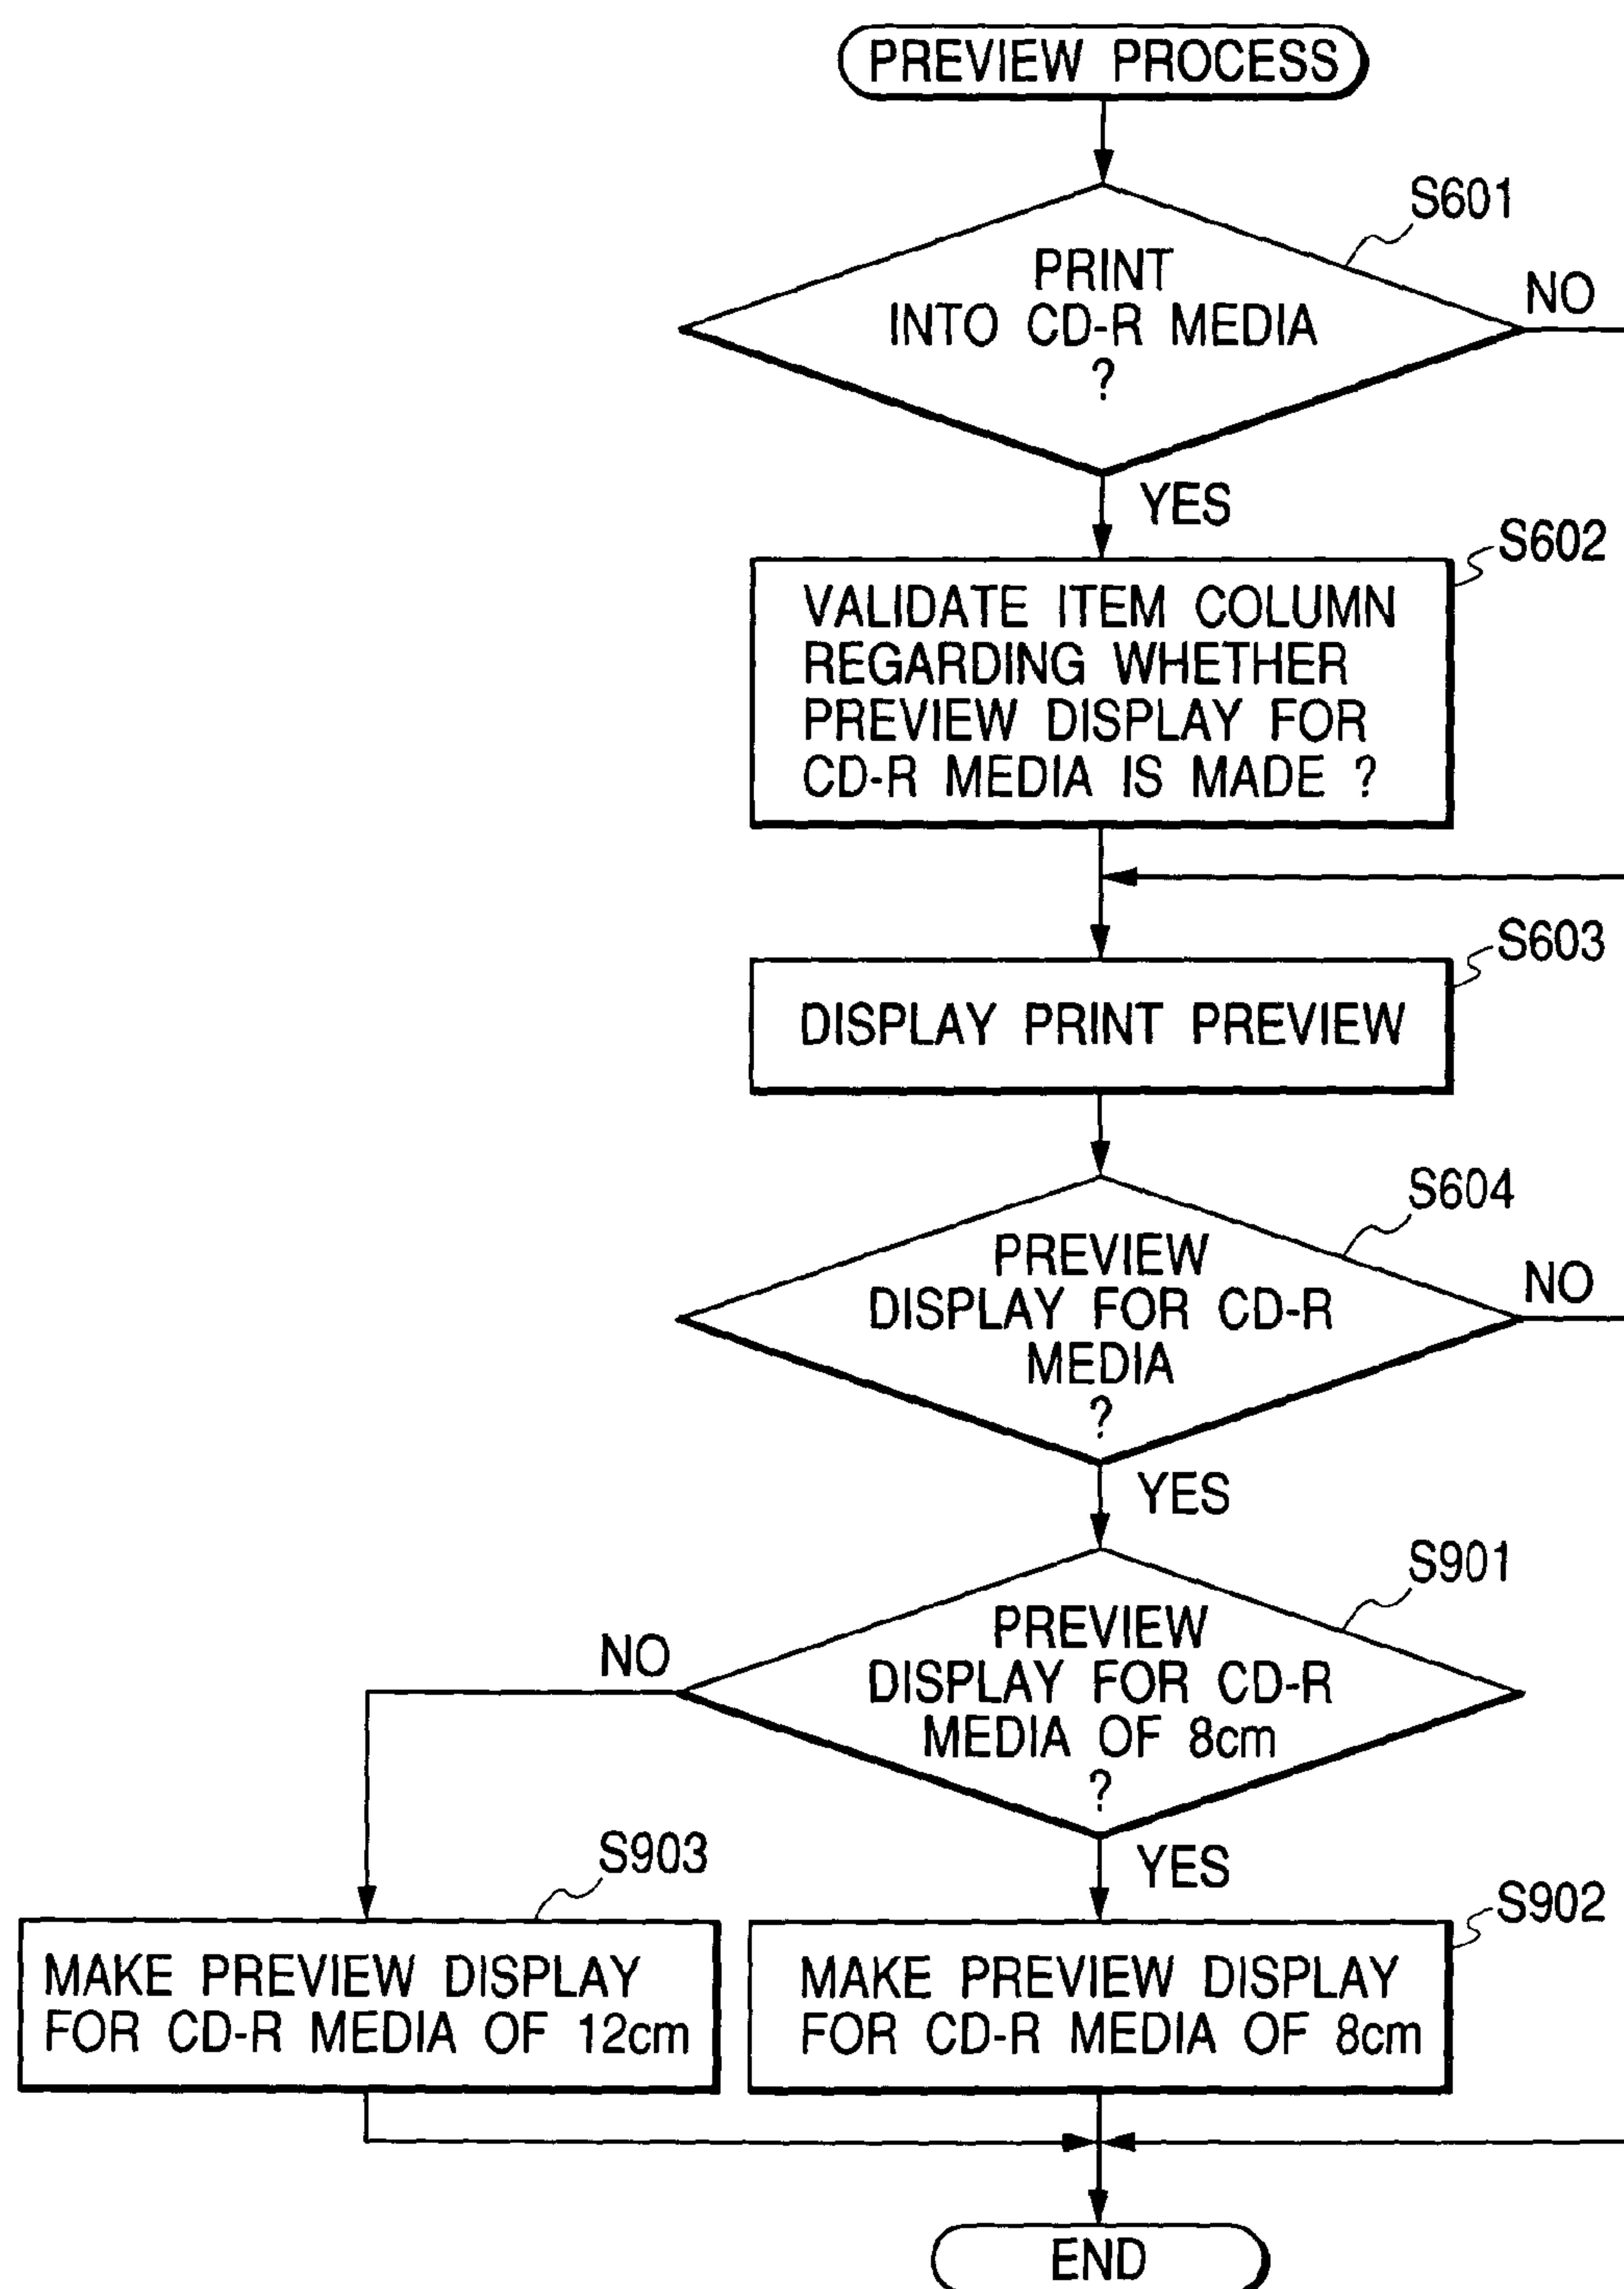 PREVIEW PROCESS
S601
PRINT
INTO CD-R MEDIA
?
NO
YES
S602
VALIDATE ITEM COLUMN
REGARDING WHETHER
PREVIEW DISPLAY FOR
CD-R MEDIA IS MADE ?
S603
DISPLAY PRINT PREVIEW
S604
PREVIEW
DISPLAY FOR CD-R
MEDIA
?
NO
YES
S901
PREVIEW
DISPLAY FOR CD-R
MEDIA OF 8cm
?
NO
YES
S903
MAKE PREVIEW DISPLAY
FOR CD-R MEDIA OF 12cm
S902
MAKE PREVIEW DISPLAY
FOR CD-R MEDIA OF 8cm
END